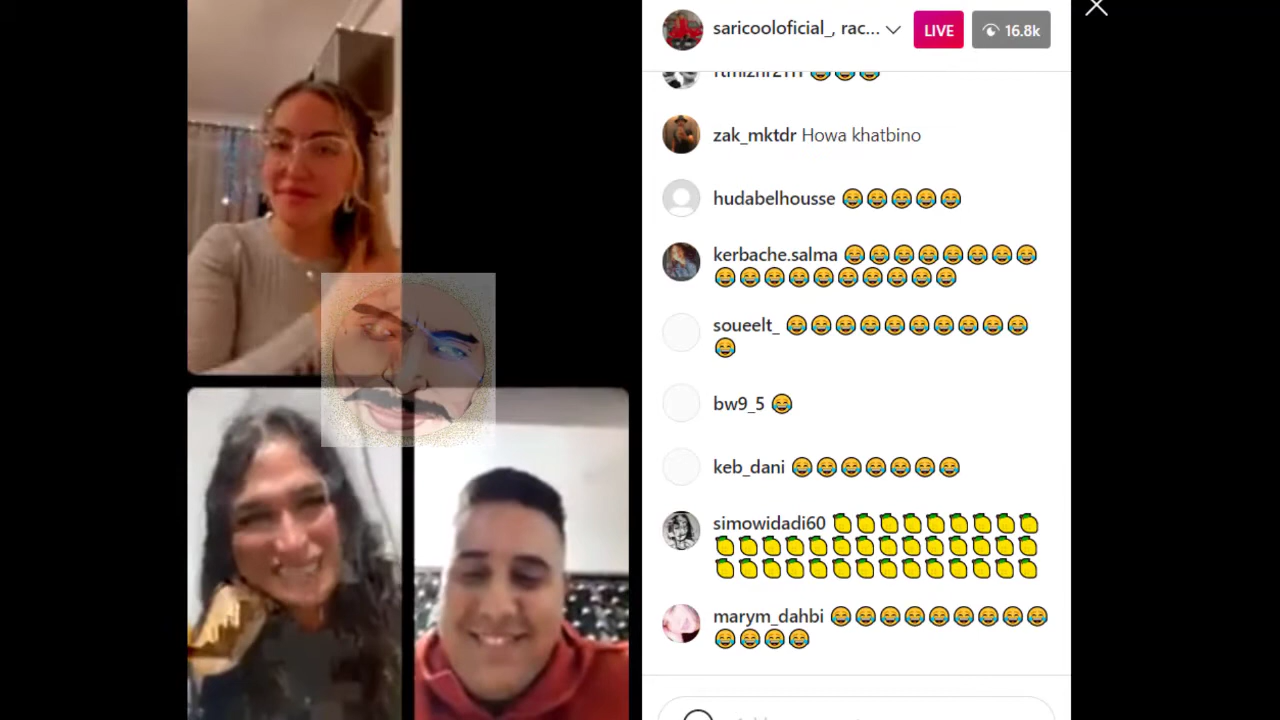 saricooloficial_, rac... LIVE 16.8k
😂😂😂
zak_mktdr Howa khatbino
hudabelhousse 😂😂😂😂😂
kerbache.salma 😂😂😂😂😂😂😂😂
😂😂😂😂😂😂😂😂😂😂
soueelt_ 😂😂😂😂😂😂😂😂😂😂
😂
bw9_5 😂
keb_dani 😂😂😂😂😂😂😂
simowidadi60 🍋🍋🍋🍋🍋🍋🍋🍋🍋
🍋🍋🍋🍋🍋🍋🍋🍋🍋🍋🍋🍋🍋🍋
🍋🍋🍋🍋🍋🍋🍋🍋🍋🍋🍋🍋🍋🍋
marym_dahbi 😂😂😂😂😂😂😂😂😂
😂😂😂😂